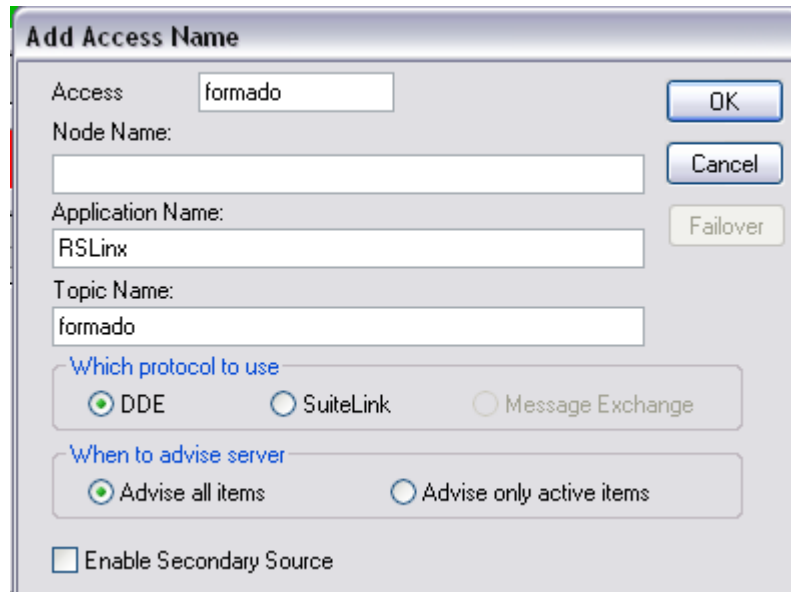 Add Access Name
Access formado
OK
Node Name:
Cancel
Application Name:
Failover
RSLinx
Topic Name:
formado
Which protocol to use
DDE SuiteLink Message Exchange
When to advise server
Advise all items Advise only active items
Enable Secondary Source